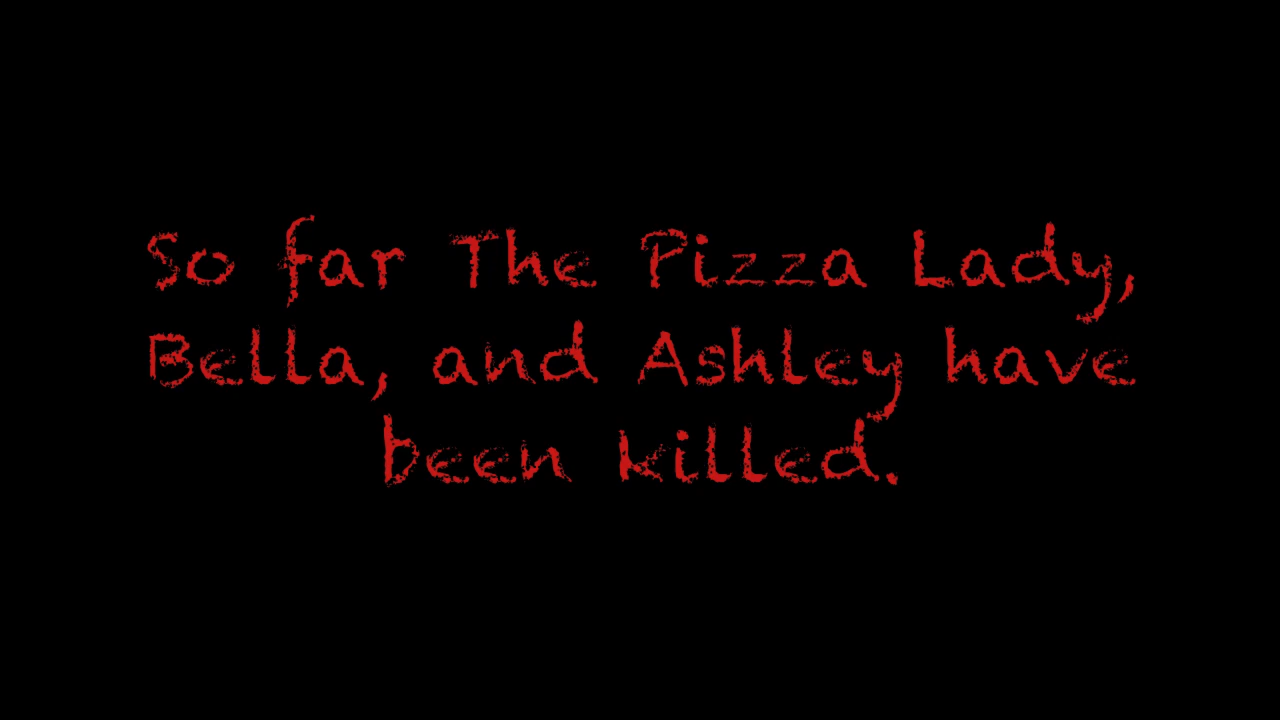 So far The Pizza Lady,
Bella, and Ashley have
been killed.